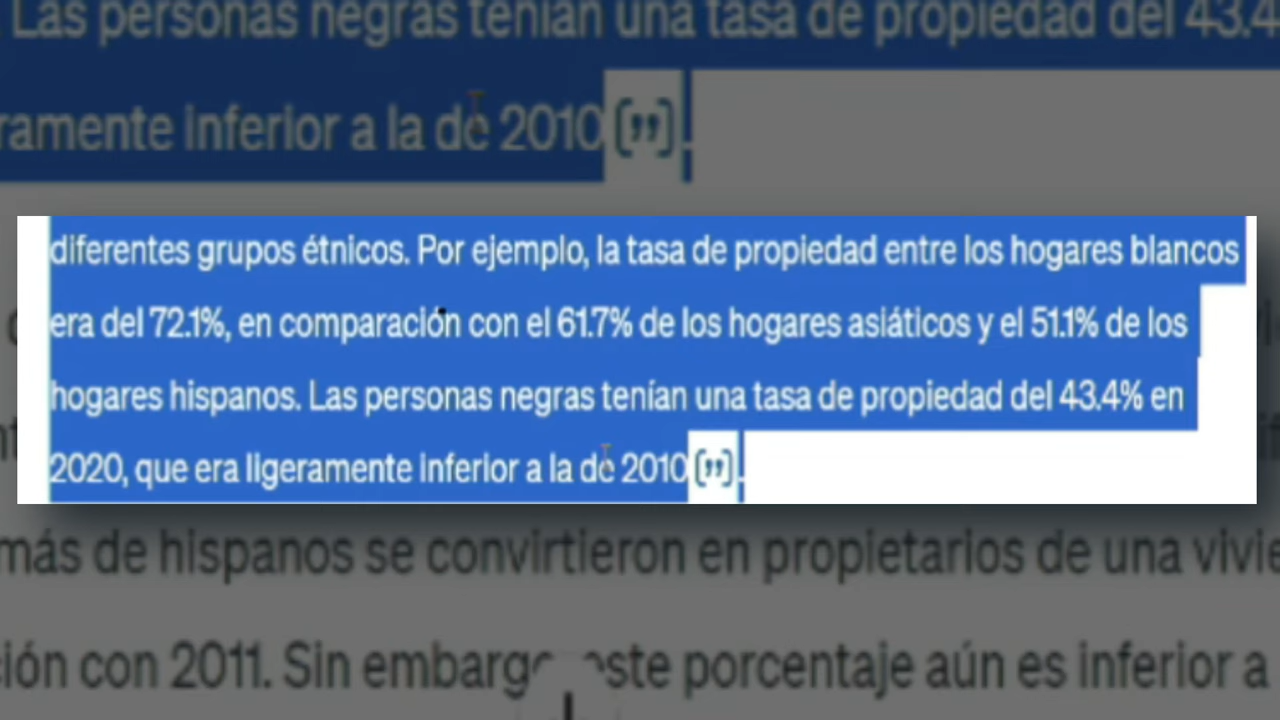 Las personas negras tenían una tasa de propiedad del 43.4
ramente inferior a la de 2010 [”].
diferentes grupos étnicos. Por ejemplo, la tasa de propiedad entre los hogares blancos
era del 72.1%, en comparación con el 61.7% de los hogares asiáticos y el 51.1% de los
hogares hispanos. Las personas negras tenían una tasa de propiedad del 43.4% en
2020, que era ligeramente inferior a la de 2010 [”].
más de hispanos se convirtieron en propietarios de una vivie
ión con 2011. Sin embargo este porcentaje aún es inferior a